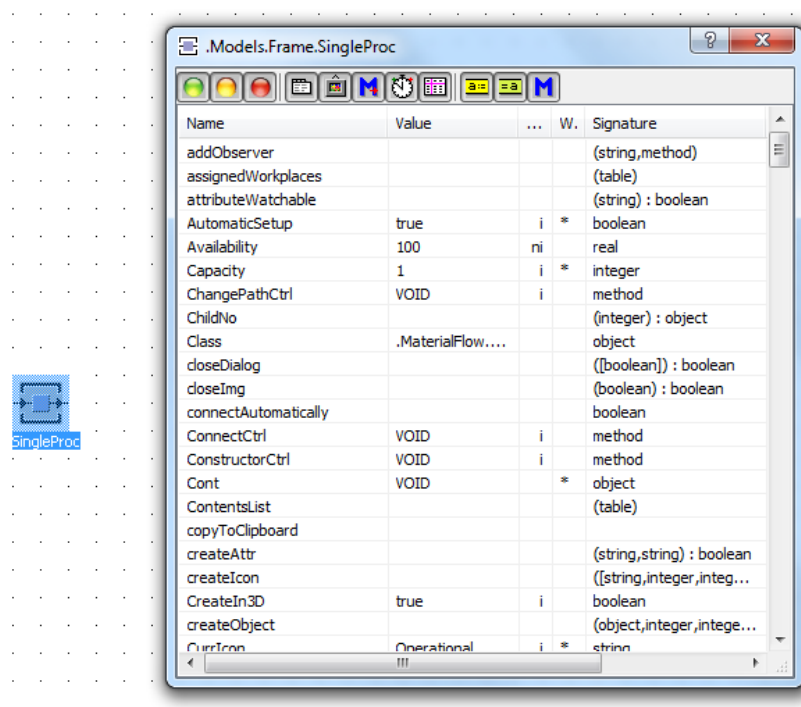 .Models.Frame.SingleProc
Name Value ... W. Signature
addObserver (string,method)
assignedWorkplaces (table)
attributeWatchable (string) : boolean
AutomaticSetup true i * boolean
Availability 100 ni real
Capacity 1 i * integer
ChangePathCtrl VOID i method
ChildNo (integer) : object
Class .MaterialFlow.... object
closeDialog ([boolean]) : boolean
closeImg (boolean) : boolean
connectAutomatically boolean
ConnectCtrl VOID i method
ConstructorCtrl VOID i method
Cont VOID * object
ContentsList (table)
copyToClipboard
createAttr (string,string) : boolean
createIcon ([string,integer,integ...
CreateIn3D true i boolean
createObject (object,integer,intege...
CurrIcon Operational i * string
SingleProc